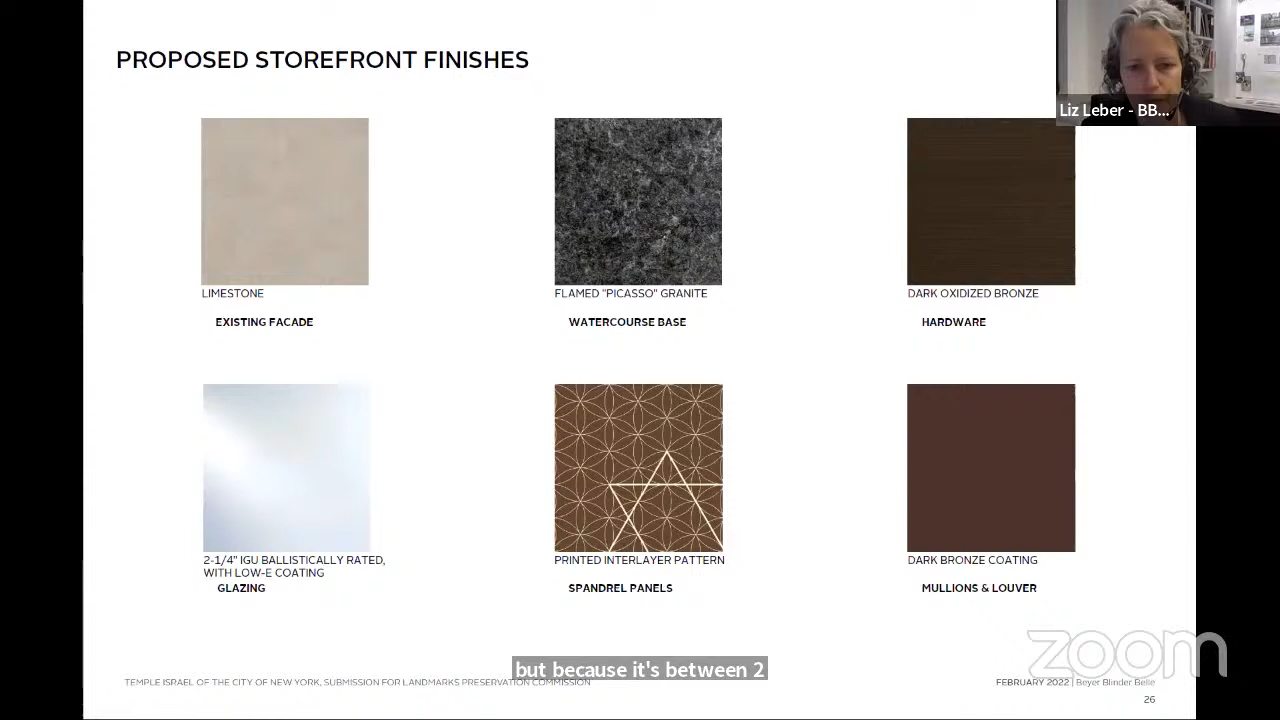 PROPOSED STOREFRONT FINISHES
Liz Leber - BB...
LIMESTONE
EXISTING FACADE
FLAMED "PICASSO" GRANITE
WATERCOURSE BASE
DARK OXIDIZED BRONZE
HARDWARE
2-1/4" IGU BALLISTICALLY RATED,
WITH LOW-E COATING
GLAZING
PRINTED INTERLAYER PATTERN
SPANDREL PANELS
DARK BRONZE COATING
MULLIONS & LOUVER
zoom
but because it's between 2
TEMPLE ISRAEL OF THE CITY OF NEW YORK, SUBMISSION FOR LANDMARKS PRESERVATION COMMISSION
FEBRUARY 2022 | Beyer Blinder Belle
26